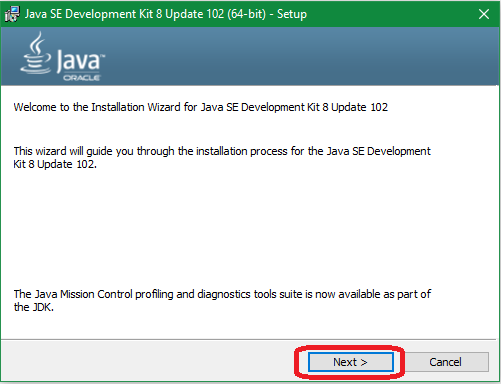 Java SE Development Kit 8 Update 102 (64-bit) - Setup
Java
ORACLE
Welcome to the Installation Wizard for Java SE Development Kit 8 Update 102
This wizard will guide you through the installation process for the Java SE Development
Kit 8 Update 102.
The Java Mission Control profiling and diagnostics tools suite is now available as part of
the JDK.
Next >
Cancel